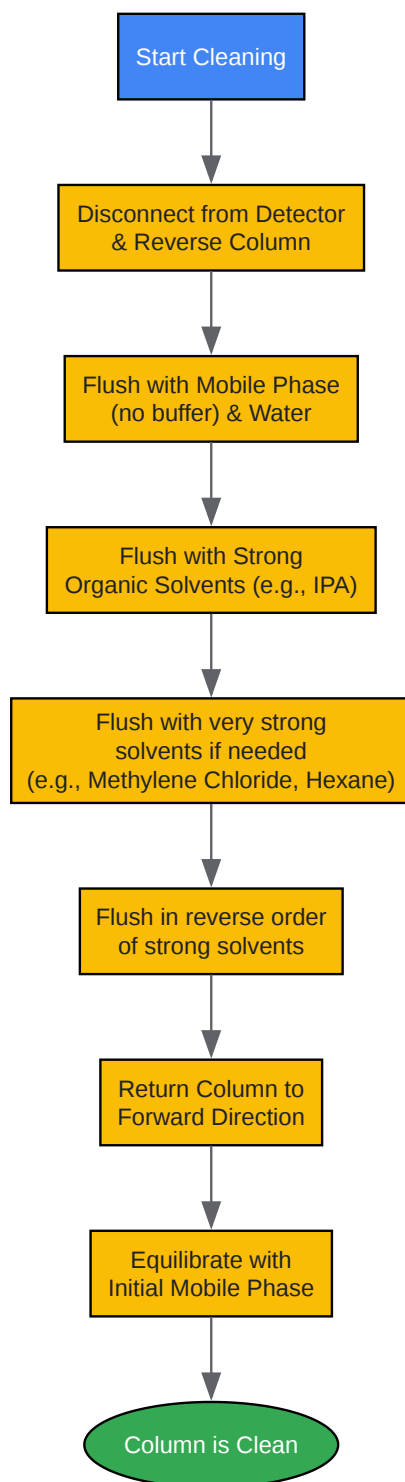 Start Cleaning
Disconnect from Detector
& Reverse Column
Flush with Mobile Phase
(no buffer) & Water
Flush with Strong
Organic Solvents (e.g., IPA)
Flush with very strong
solvents if needed
(e.g., Methylene Chloride, Hexane)
Flush in reverse order
of strong solvents
Return Column to
Forward Direction
Equilibrate with
Initial Mobile Phase
Column is Clean